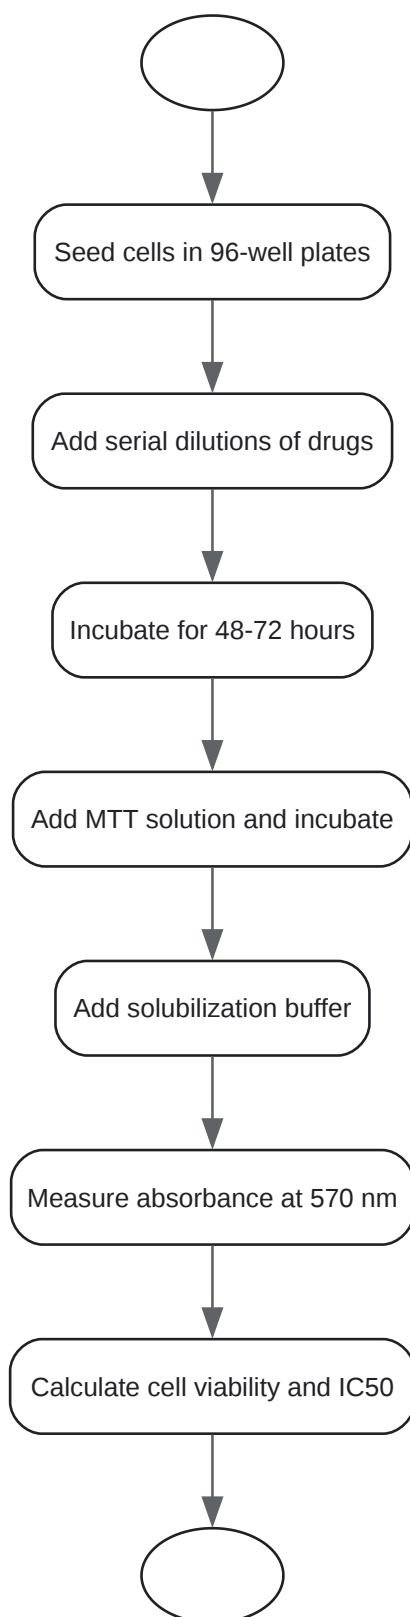 Seed cells in 96-well plates
Add serial dilutions of drugs
Incubate for 48-72 hours
Add MTT solution and incubate
Add solubilization buffer
Measure absorbance at 570 nm
Calculate cell viability and IC50